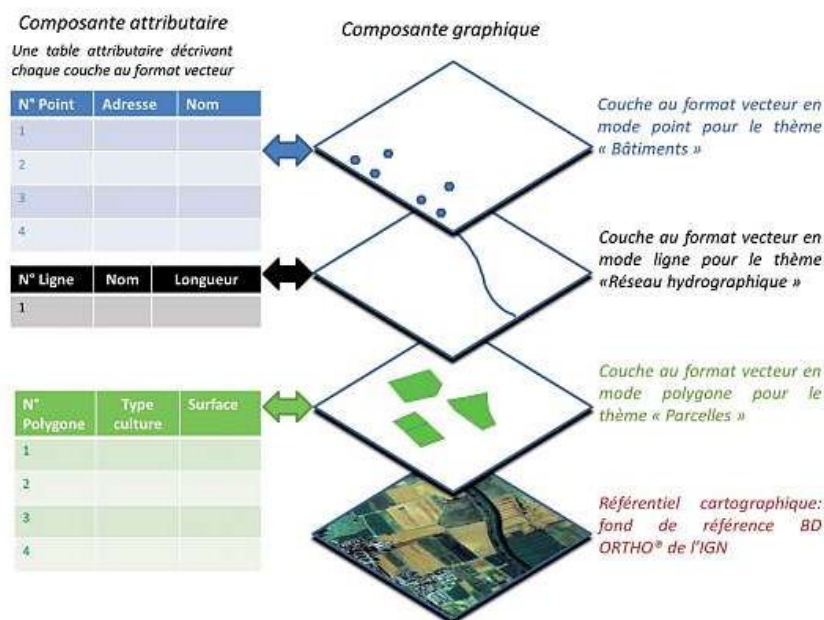 Composante attributaire
Une table attributaire décrivant
chaque couche au format vecteur
N° Point Adresse Nom
1
2
3
4
N° Ligne Nom Longueur
1
N° Polygone Type culture Surface
1
2
3
4
Composante graphique
Couche au format vecteur en
mode point pour le thème
« Bâtiments »
Couche au format vecteur en
mode ligne pour le thème
«Réseau hydrographique »
Couche au format vecteur en
mode polygone pour le
thème « Parcelles »
Référentiel cartographique:
fond de référence BD
ORTHO® de l'IGN